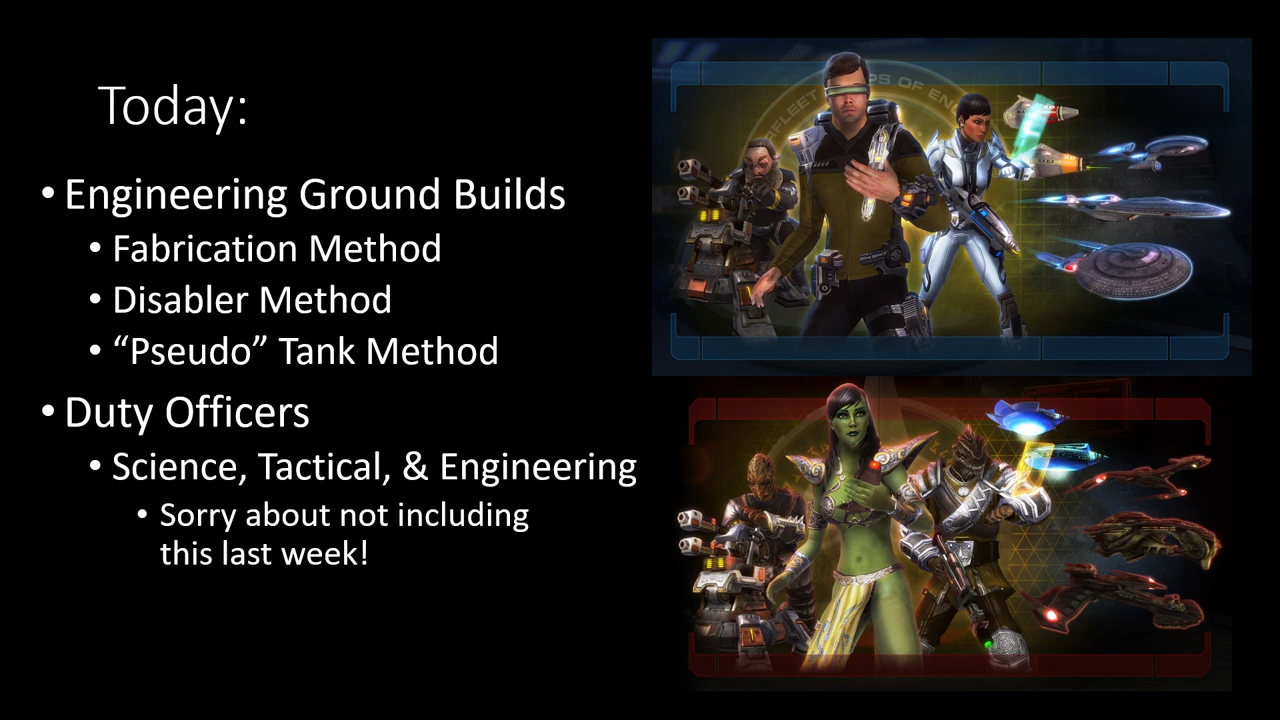 Today:
• Engineering Ground Builds
• Fabrication Method
• Disabler Method
• “Pseudo” Tank Method
• Duty Officers
• Science, Tactical, & Engineering
• Sorry about not including
this last week!
OF